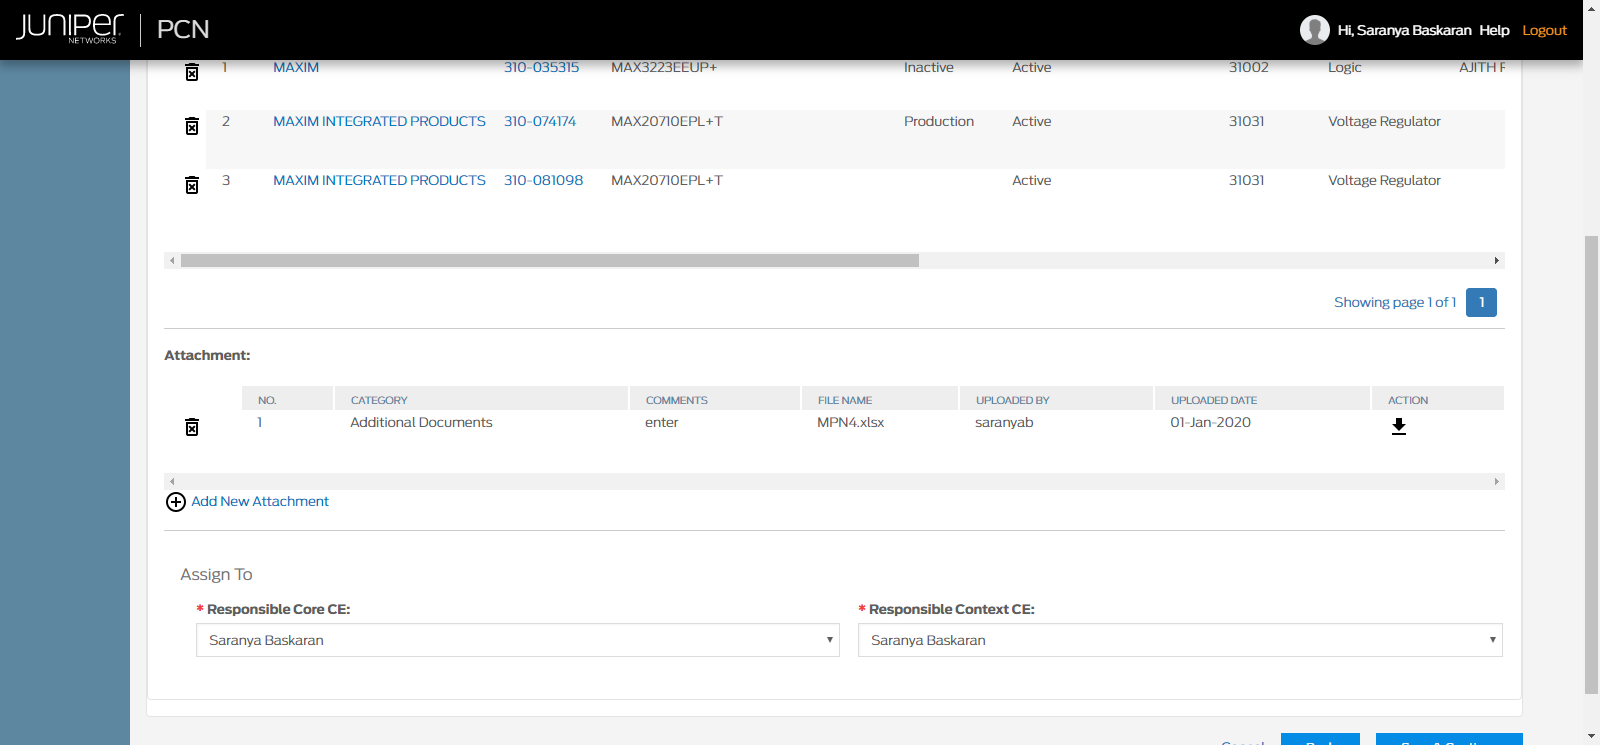 JUNIPER NETWORKS | PCN Hi, Saranya Baskaran Help Logout
1 MAXIM 310-035315 MAX3223EEUP+ Inactive Active 31002 Logic AJITH
2 MAXIM INTEGRATED PRODUCTS 310-074174 MAX20710EPL+T Production Active 31031 Voltage Regulator
3 MAXIM INTEGRATED PRODUCTS 310-081098 MAX20710EPL+T Active 31031 Voltage Regulator
Showing page 1 of 1 1
Attachment:
NO. CATEGORY COMMENTS FILE NAME UPLOADED BY UPLOADED DATE ACTION
1 Additional Documents enter MPN4.xlsx saranyab 01-Jan-2020
Add New Attachment
Assign To
* Responsible Core CE: * Responsible Context CE:
Saranya Baskaran Saranya Baskaran